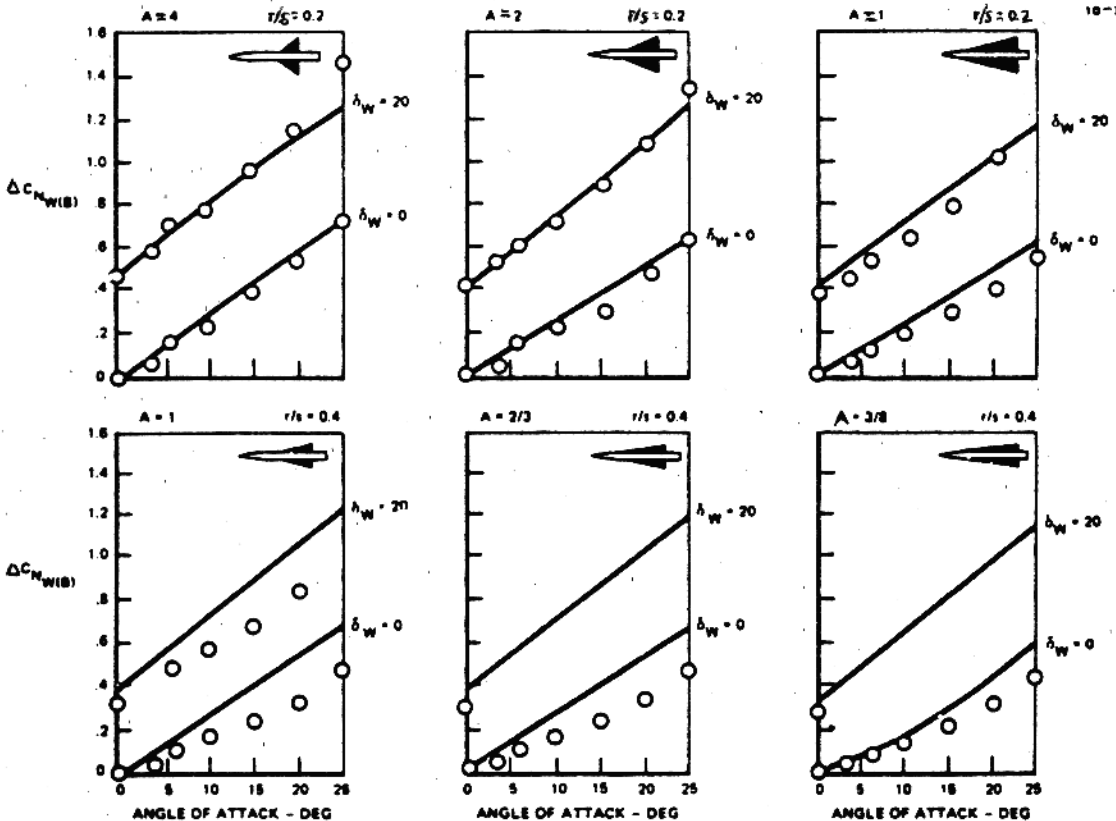 A = 4 r/s = 0.2
A = 2 r/s = 0.2
A = 1 r/s = 0.2
1.6
1.4
1.2
1.0
.8
.6
.4
.2
0
ΔC_N_W(B)
δ_W = 20
δ_W = 0
δ_W = 20
δ_W = 0
δ_W = 20
δ_W = 0
A = 1 r/s = 0.4
A = 2/3 r/s = 0.4
A = 3/8 r/s = 0.4
1.6
1.4
1.2
1.0
.8
.6
.4
.2
0
ΔC_N_W(B)
δ_W = 20
δ_W = 0
δ_W = 20
δ_W = 0
δ_W = 20
δ_W = 0
0 5 10 15 20 25
0 5 10 15 20 25
0 5 10 15 20 25
ANGLE OF ATTACK - DEG
ANGLE OF ATTACK - DEG
ANGLE OF ATTACK - DEG